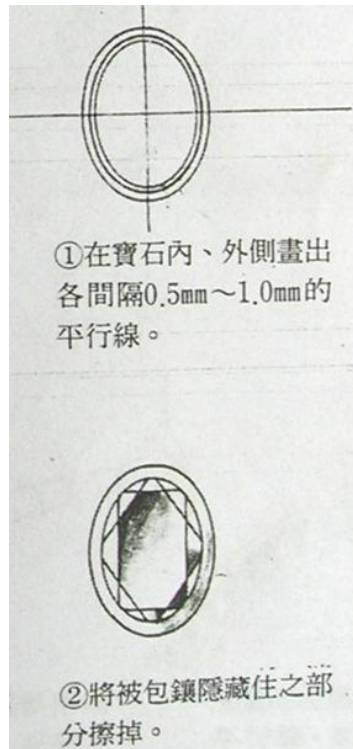 ①在寶石內、外側畫出
各間隔0.5mm～1.0mm的
平行線。
②將被包鑲隱藏住之部
分擦掉。